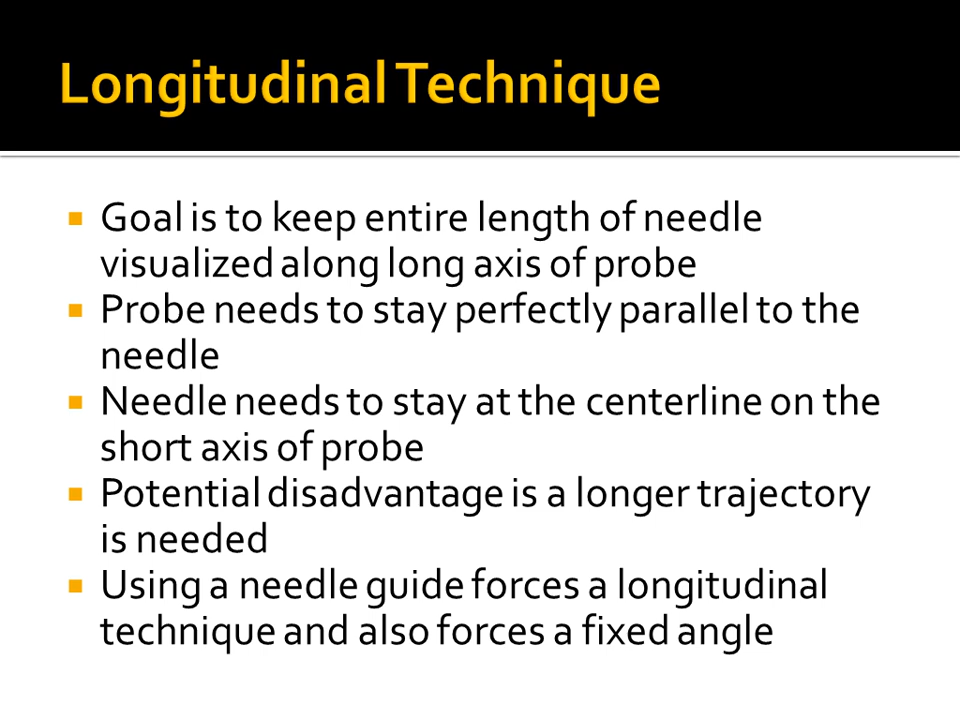 Longitudinal Technique
Goal is to keep entire length of needle
visualized along long axis of probe
Probe needs to stay perfectly parallel to the
needle
Needle needs to stay at the centerline on the
short axis of probe
Potential disadvantage is a longer trajectory
is needed
Using a needle guide forces a longitudinal
technique and also forces a fixed angle